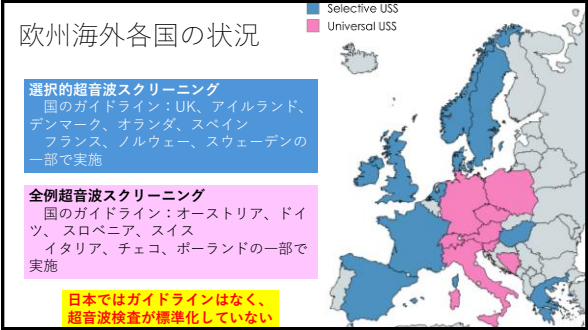 欧州海外各国の状況
Selective USS
Universal USS
選択的超音波スクリーニング
国のガイドライン：UK、アイルランド、
デンマーク、オランダ、スペイン
フランス、ノルウェー、スウェーデンの
一部で実施
全例超音波スクリーニング
国のガイドライン：オーストリア、ドイ
ツ、 スロベニア、スイス
イタリア、チェコ、ポーランドの一部で
実施
日本ではガイドラインはなく、
超音波検査が標準化していない